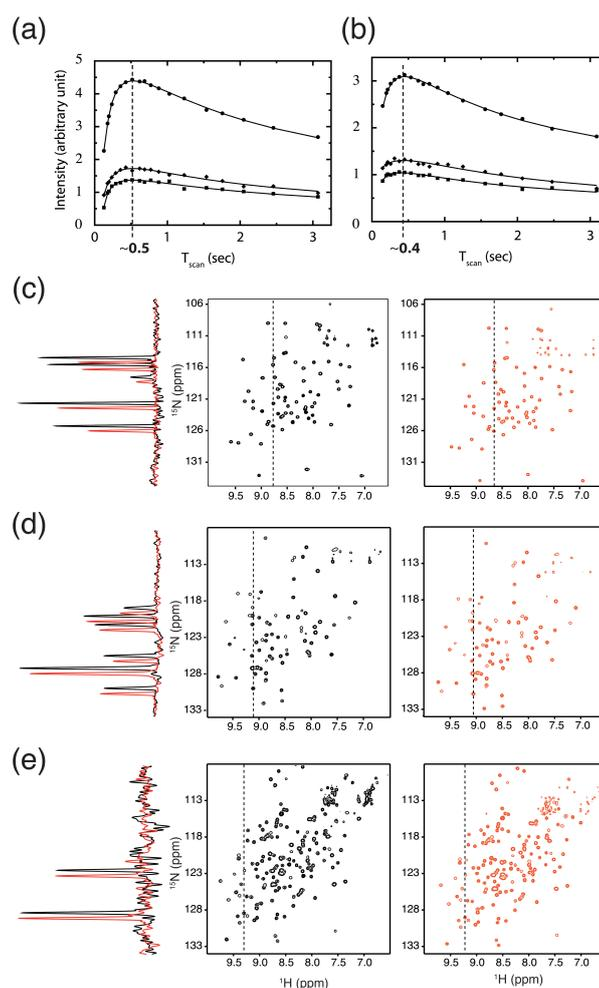 (a)
(b)
Intensity (arbitrary unit)
5
4
3
2
1
0
0
1
2
3
~0.5
T scan (sec)
3
2
1
0
0
1
2
3
~0.4
T scan (sec)
(c)
15N (ppm)
106
111
116
121
126
131
9.5 9.0 8.5 8.0 7.5 7.0
106
111
116
121
126
131
9.5 9.0 8.5 8.0 7.5 7.0
(d)
15N (ppm)
113
118
123
128
133
9.5 9.0 8.5 8.0 7.5 7.0
113
118
123
128
133
9.5 9.0 8.5 8.0 7.5 7.0
(e)
15N (ppm)
113
118
123
128
133
9.5 9.0 8.5 8.0 7.5 7.0
1H (ppm)
113
118
123
128
133
9.5 9.0 8.5 8.0 7.5 7.0
1H (ppm)